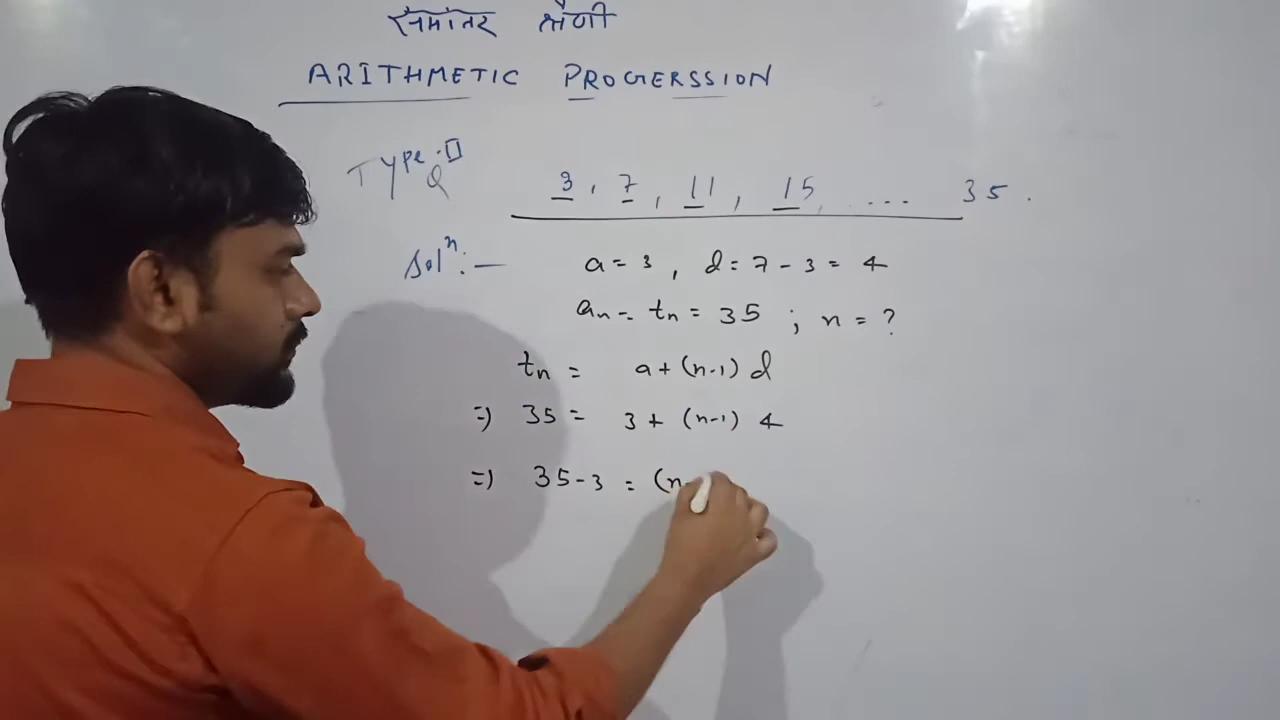 समांतर श्रेणी
ARITHMETIC PROGERSSION
Type:
Q 3, 7, 11, 15, .... 35.
Solⁿ:— a = 3, d = 7 - 3 = 4
aₙ = tₙ = 35 ; n = ?
tₙ = a + (n-1) d
=) 35 = 3 + (n-1) 4
=) 35 - 3 = (n-